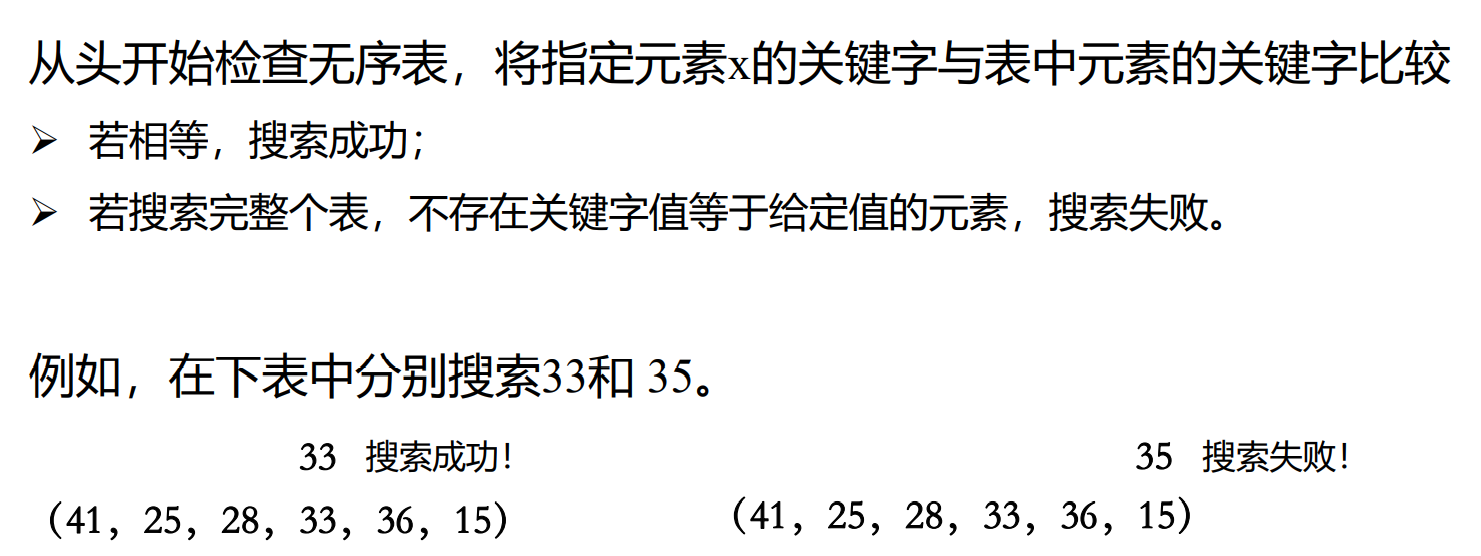 从头开始检查无序表，将指定元素x的关键字与表中元素的关键字比较
➢ 若相等，搜索成功；
➢ 若搜索完整个表，不存在关键字值等于给定值的元素，搜索失败。
例如，在下表中分别搜索33和 35。
33 搜索成功！
(41, 25, 28, 33, 36, 15)
35 搜索失败！
(41, 25, 28, 33, 36, 15)